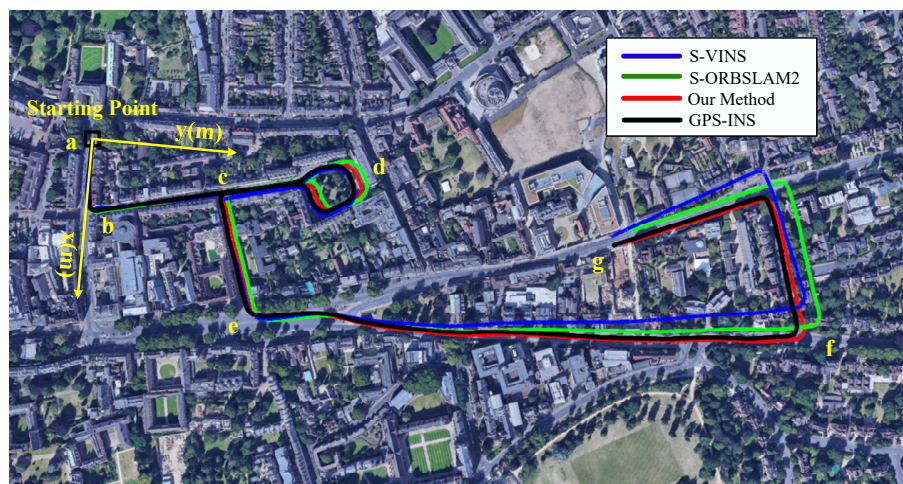 S-VINS
S-ORBSLAM2
Our Method
GPS-INS
Starting Point
a
y(m)
b
x(m)
c
d
e
f
g